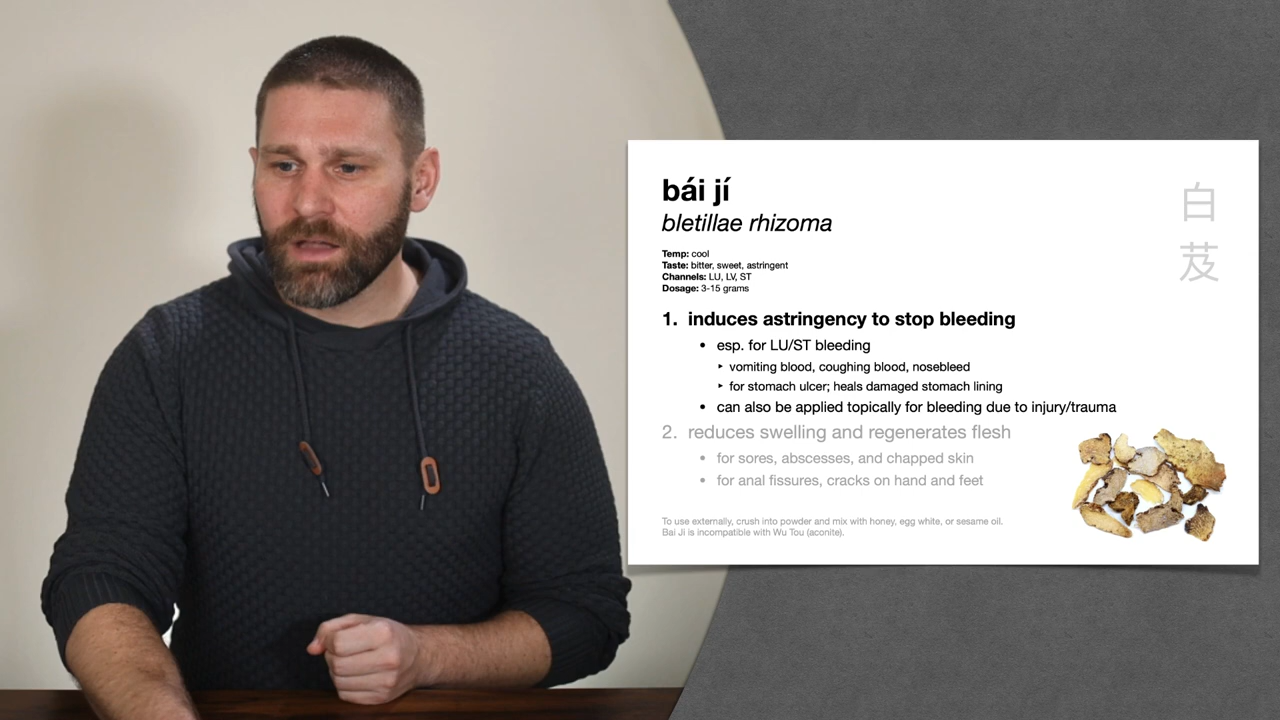 bái jí
bletillae rhizoma
白
芨
Temp: cool
Taste: bitter, sweet, astringent
Channels: LU, LV, ST
Dosage: 3-15 grams
1. induces astringency to stop bleeding
• esp. for LU/ST bleeding
‣ vomiting blood, coughing blood, nosebleed
‣ for stomach ulcer; heals damaged stomach lining
• can also be applied topically for bleeding due to injury/trauma
2. reduces swelling and regenerates flesh
• for sores, abscesses, and chapped skin
• for anal fissures, cracks on hand and feet
To use externally, crush into powder and mix with honey, egg white, or sesame oil.
Bai Ji is incompatible with Wu Tou (aconite).